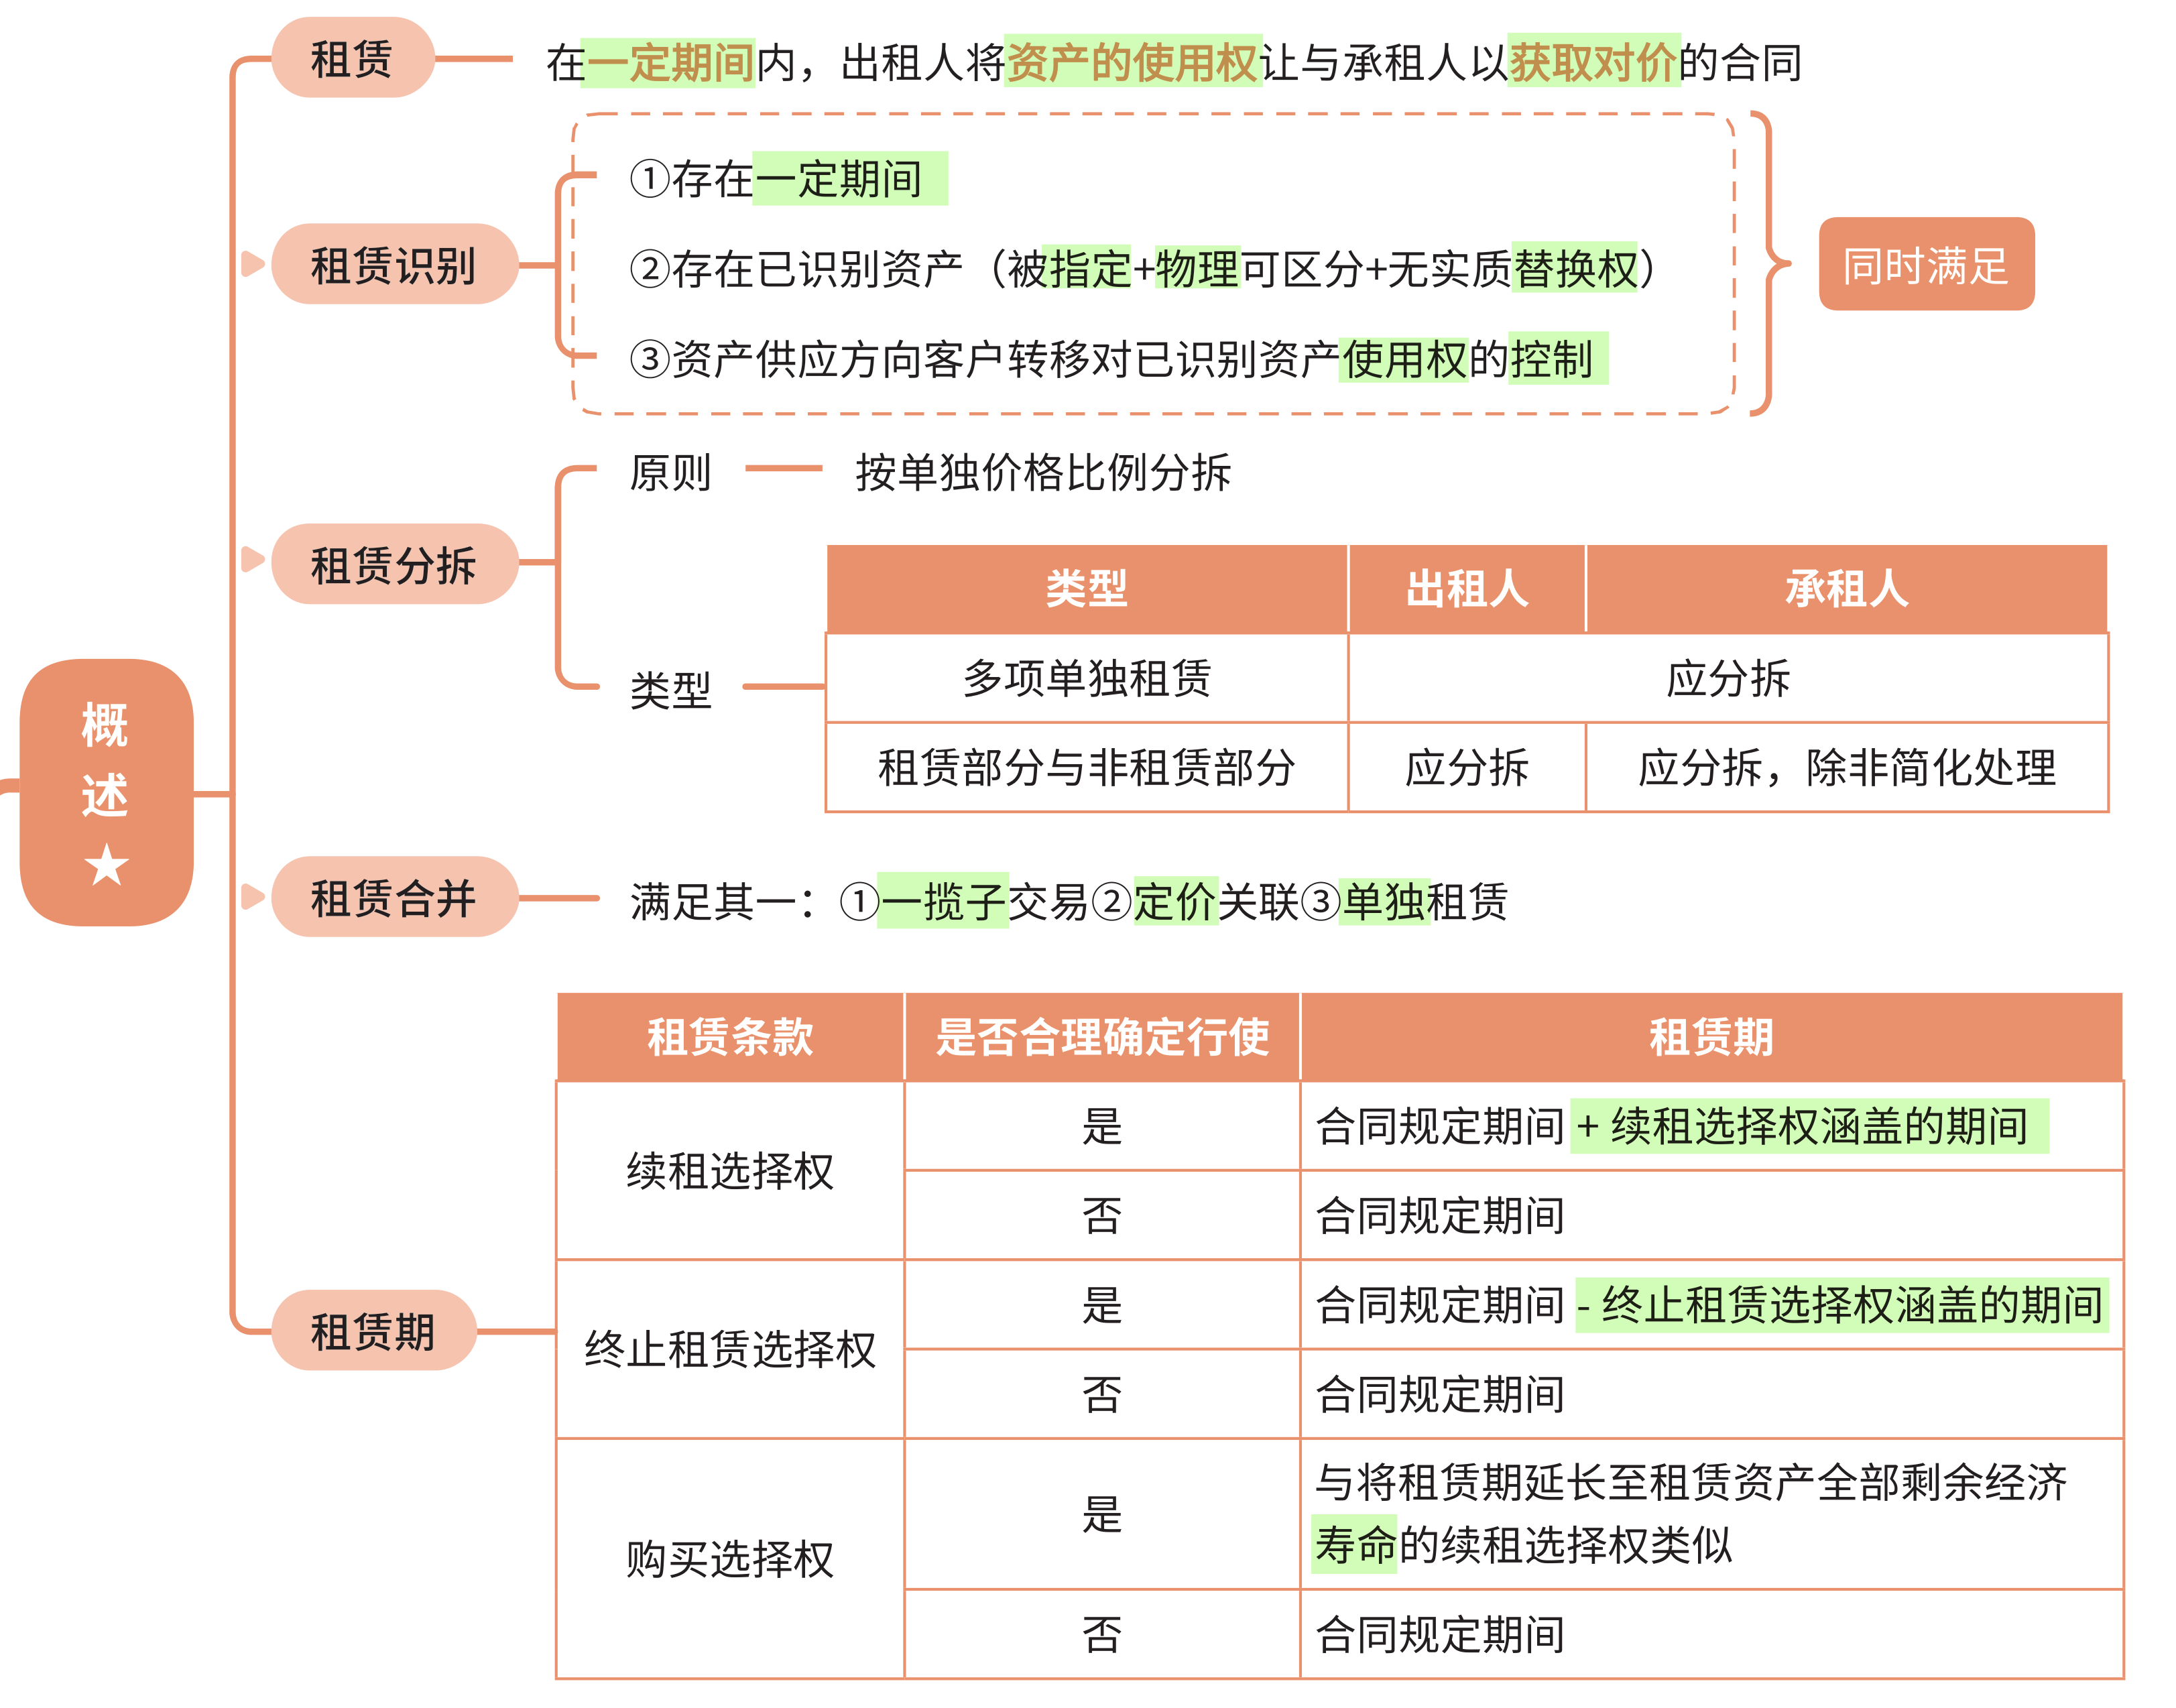 概
述
★
租赁
在一定期间内，出租人将资产的使用权让与承租人以获取对价的合同
租赁识别
①存在一定期间
②存在已识别资产（被指定+物理可区分+无实质替换权）
③资产供应方向客户转移对已识别资产使用权的控制
同时满足
租赁分拆
原则
按单独价格比例分拆
类型
类型 出租人 承租人
多项单独租赁 应分拆
租赁部分与非租赁部分 应分拆 应分拆，除非简化处理
租赁合并
满足其一：①一揽子交易②定价关联③单独租赁
租赁期
租赁条款 是否合理确定行使 租赁期
续租选择权
是 合同规定期间 + 续租选择权涵盖的期间
否 合同规定期间
终止租赁选择权
是 合同规定期间 - 终止租赁选择权涵盖的期间
否 合同规定期间
购买选择权
是 与将租赁期延长至租赁资产全部剩余经济
寿命的续租选择权类似
否 合同规定期间